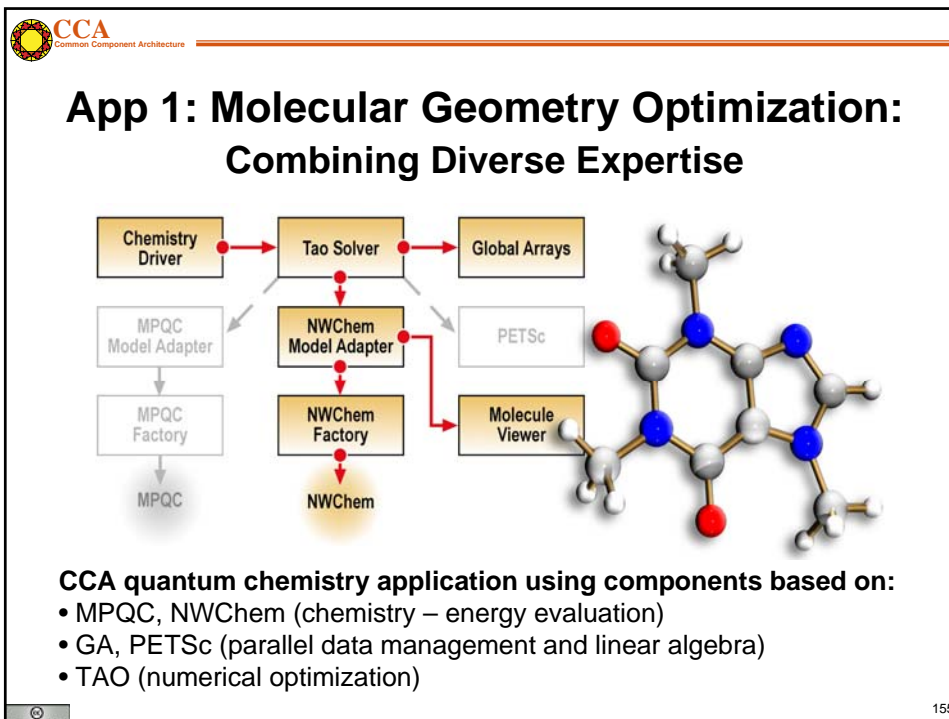 CCA
Common Component Architecture
App 1: Molecular Geometry Optimization:
Combining Diverse Expertise
Chemistry
Driver
Tao Solver
Global Arrays
MPQC
Model Adapter
NWChem
Model Adapter
PETSc
MPQC
Factory
NWChem
Factory
Molecule
Viewer
MPQC
NWChem
CCA quantum chemistry application using components based on:
• MPQC, NWChem (chemistry – energy evaluation)
• GA, PETSc (parallel data management and linear algebra)
• TAO (numerical optimization)
cc
155